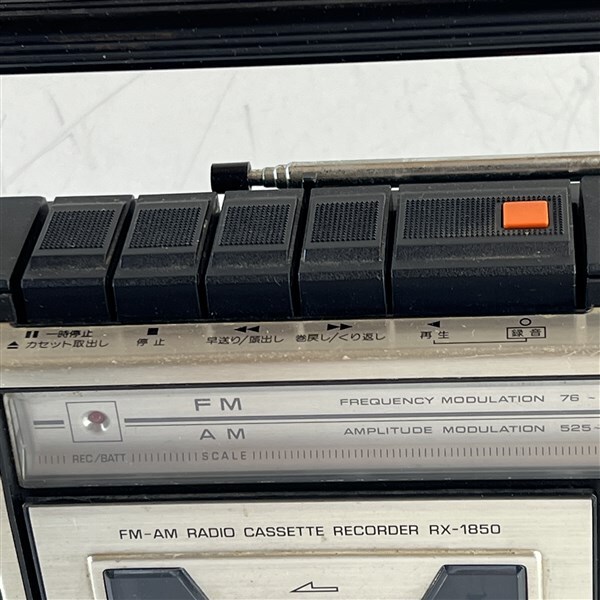 一時停止
カセット取出し
停止
早送り/頭出し
巻戻し/くり返し
再生
録音
FM FREQUENCY MODULATION 76 -
AM AMPLITUDE MODULATION 525 -
REC/BATT SCALE
FM-AM RADIO CASSETTE RECORDER RX-1850